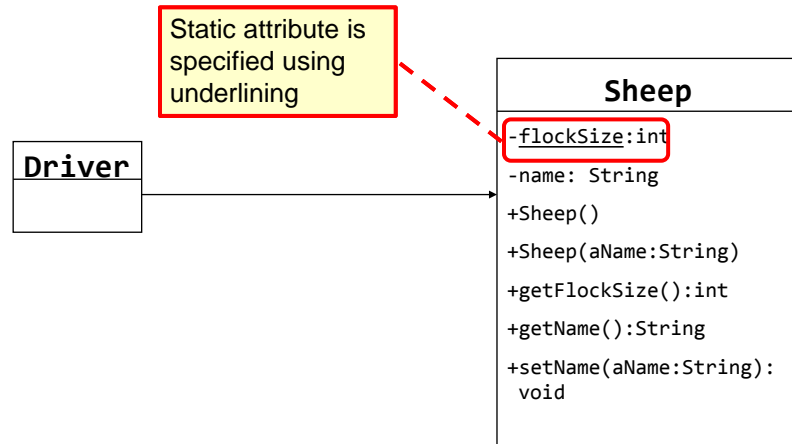 Static attribute is
specified using
underlining
Driver
Sheep
-flockSize:int
-name: String
+Sheep()
+Sheep(aName:String)
+getFlockSize():int
+getName():String
+setName(aName:String):
void